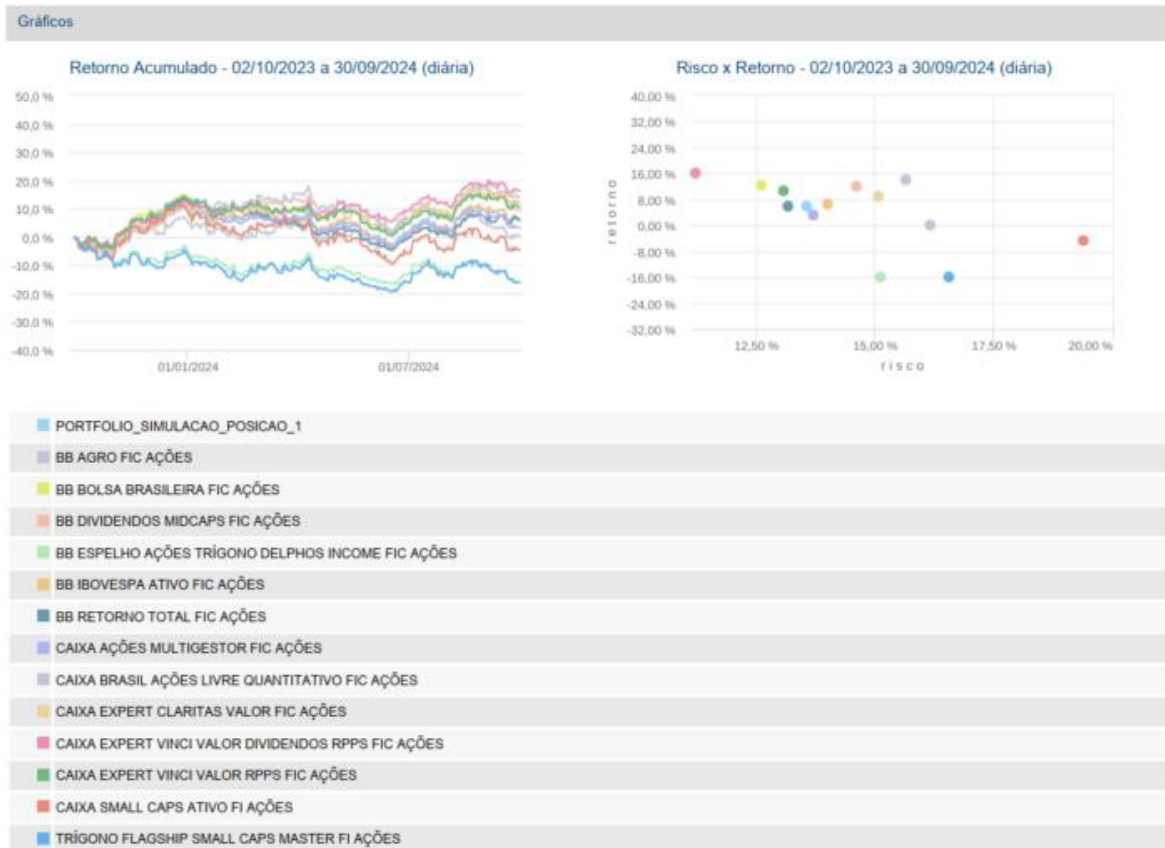 Gráficos
Retorno Acumulado - 02/10/2023 a 30/09/2024 (diária)
50,0 %
40,0 %
30,0 %
20,0 %
10,0 %
0,0 %
-10,0 %
-20,0 %
-30,0 %
-40,0 %
01/01/2024
01/07/2024
Risco x Retorno - 02/10/2023 a 30/09/2024 (diária)
40,00 %
32,00 %
24,00 %
16,00 %
8,00 %
0,00 %
-8,00 %
-16,00 %
-24,00 %
-32,00 %
retorno
12,50 %
15,00 %
17,50 %
20,00 %
risco
PORTFOLIO_SIMULACAO_POSICAO_1
BB AGRO FIC AÇÕES
BB BOLSA BRASILEIRA FIC AÇÕES
BB DIVIDENDOS MIDCAPS FIC AÇÕES
BB ESPELHO AÇÕES TRÍGONO DELPHOS INCOME FIC AÇÕES
BB IBOVESPA ATIVO FIC AÇÕES
BB RETORNO TOTAL FIC AÇÕES
CAIXA AÇÕES MULTIGESTOR FIC AÇÕES
CAIXA BRASIL AÇÕES LIVRE QUANTITATIVO FIC AÇÕES
CAIXA EXPERT CLARITAS VALOR FIC AÇÕES
CAIXA EXPERT VINCI VALOR DIVIDENDOS RPPS FIC AÇÕES
CAIXA EXPERT VINCI VALOR RPPS FIC AÇÕES
CAIXA SMALL CAPS ATIVO FI AÇÕES
TRÍGONO FLAGSHIP SMALL CAPS MASTER FI AÇÕES